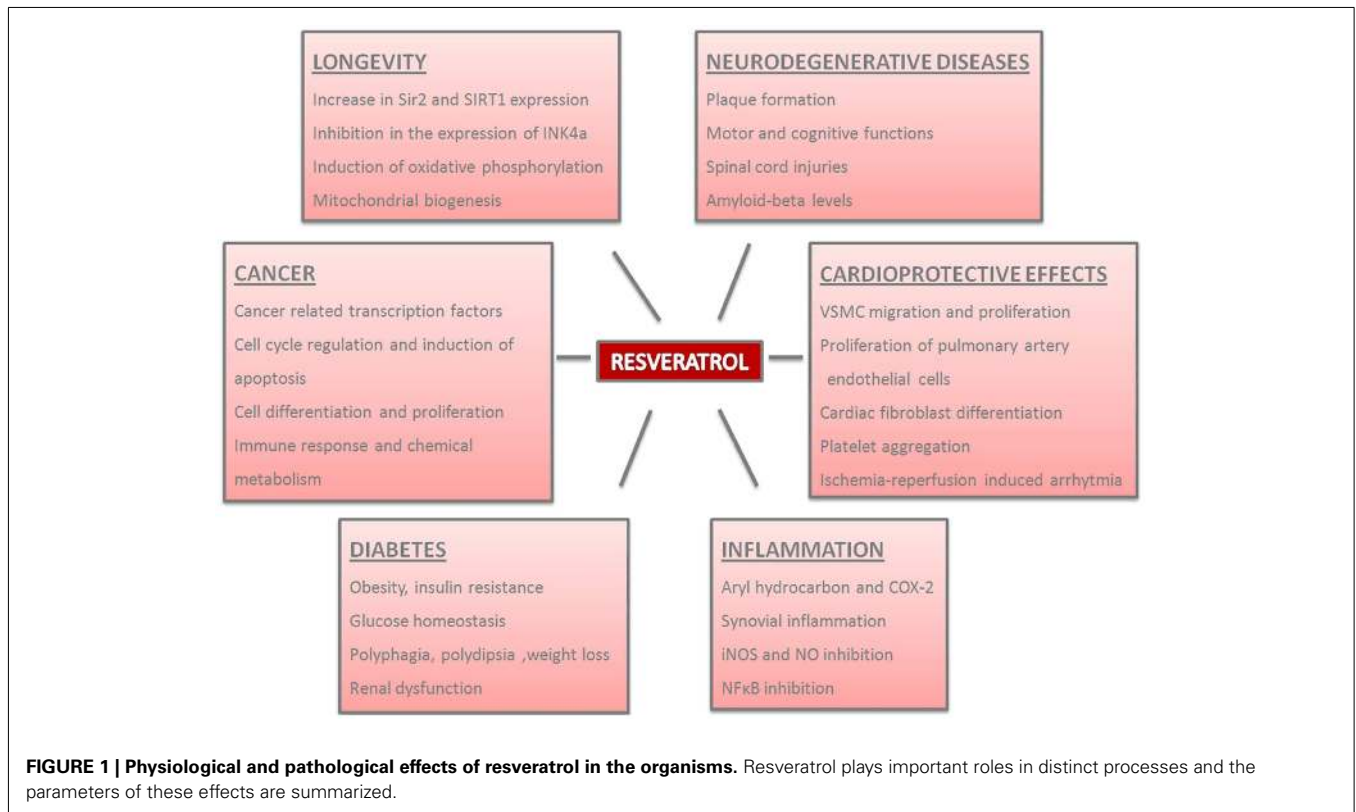 LONGEVITY
Increase in Sir2 and SIRT1 expression
Inhibition in the expression of INK4a
Induction of oxidative phosphorylation
Mitochondrial biogenesis
NEURODEGENERATIVE DISEASES
Plaque formation
Motor and cognitive functions
Spinal cord injuries
Amyloid-beta levels
CANCER
Cancer related transcription factors
Cell cycle regulation and induction of
apoptosis
Cell differentiation and proliferation
Immune response and chemical
metabolism
RESVERATROL
CARDIOPROTECTIVE EFFECTS
VSMC migration and proliferation
Proliferation of pulmonary artery
endothelial cells
Cardiac fibroblast differentiation
Platelet aggregation
Ischemia-reperfusion induced arrhytmia
DIABETES
Obesity, insulin resistance
Glucose homeostasis
Polyphagia, polydipsia ,weight loss
Renal dysfunction
INFLAMMATION
Aryl hydrocarbon and COX-2
Synovial inflammation
iNOS and NO inhibition
NFκB inhibition
FIGURE 1 | Physiological and pathological effects of resveratrol in the organisms. Resveratrol plays important roles in distinct processes and the
parameters of these effects are summarized.